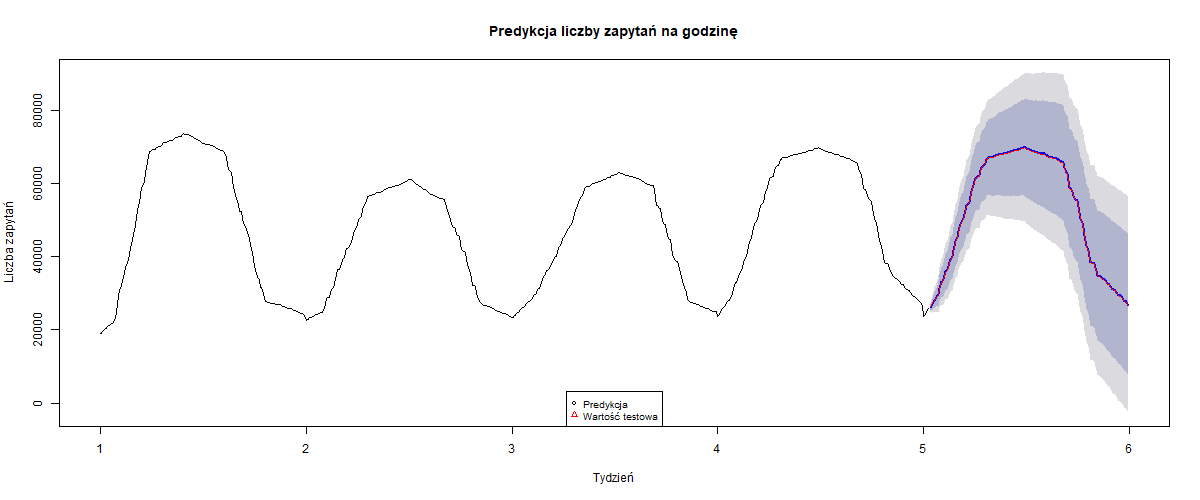 Predykcja liczby zapytań na godzinę
Liczba zapytań
80000
60000
40000
20000
0
Predykcja
Wartość testowa
1 2 3 4 5 6
Tydzień